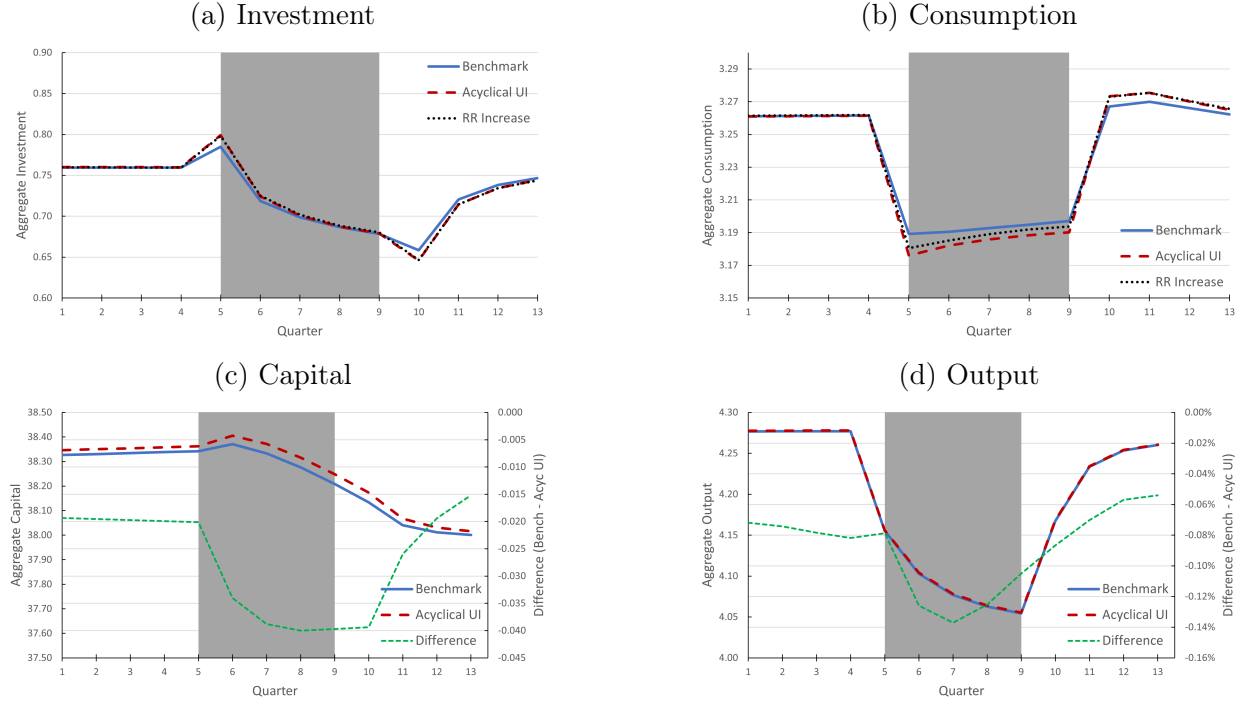 (a) Investment
0.90
0.85
0.80
0.75
0.70
0.65
0.60
Aggregate Investment
1 2 3 4 5 6 7 8 9 10 11 12 13
Quarter
Benchmark
Acyclical UI
RR Increase
(b) Consumption
3.29
3.27
3.25
3.23
3.21
3.19
3.17
3.15
Aggregate Consumption
1 2 3 4 5 6 7 8 9 10 11 12 13
Quarter
Benchmark
Acyclical UI
RR Increase
(c) Capital
38.50
38.40
38.30
38.20
38.10
38.00
37.90
37.80
37.70
37.60
37.50
Aggregate Capital
0.000
-0.005
-0.010
-0.015
-0.020
-0.025
-0.030
-0.035
-0.040
-0.045
Difference (Bench - Acyc UI)
1 2 3 4 5 6 7 8 9 10 11 12 13
Quarter
Benchmark
Acyclical UI
Difference
(d) Output
4.30
4.25
4.20
4.15
4.10
4.05
4.00
Aggregate Output
0.00%
-0.02%
-0.04%
-0.06%
-0.08%
-0.10%
-0.12%
-0.14%
-0.16%
Difference (Bench - Acyc UI)
1 2 3 4 5 6 7 8 9 10 11 12 13
Quarter
Benchmark
Acyclical UI
Difference